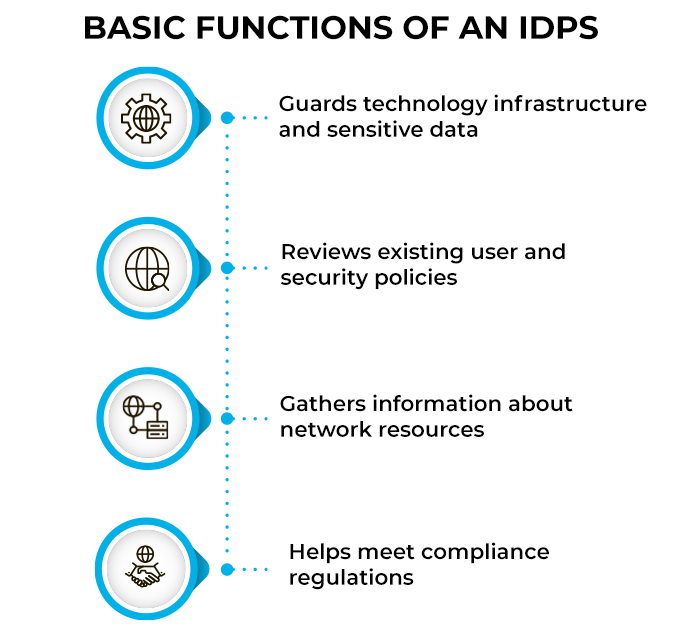 BASIC FUNCTIONS OF AN IDPS
Guards technology infrastructure
and sensitive data
Reviews existing user and
security policies
Gathers information about
network resources
Helps meet compliance
regulations